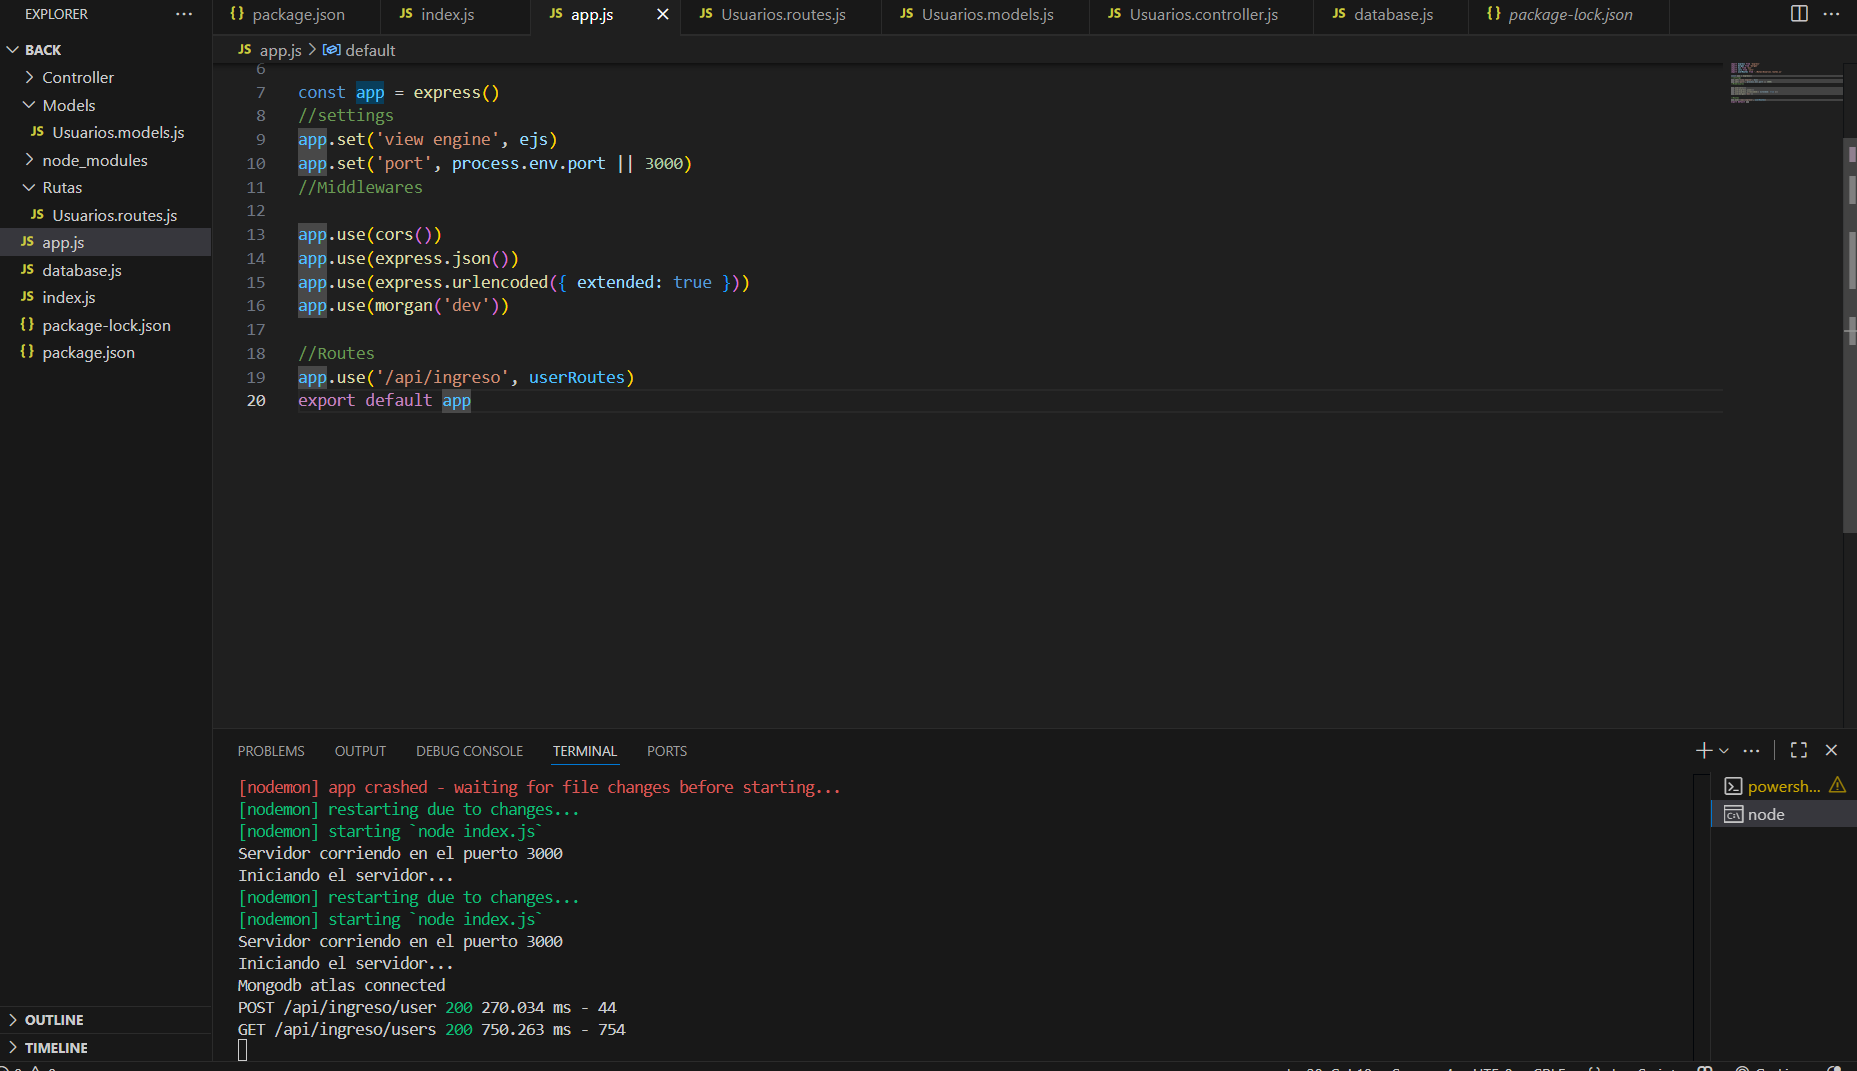 EXPLORER
BACK
Controller
Models
JS Usuarios.models.js
node_modules
Rutas
JS Usuarios.routes.js
JS app.js
JS database.js
JS index.js
{} package-lock.json
{} package.json
OUTLINE
TIMELINE
{} package.json
JS index.js
JS app.js
JS Usuarios.routes.js
JS Usuarios.models.js
JS Usuarios.controller.js
JS database.js
{} package-lock.json
JS app.js > default
6
7 const app = express()
8 //settings
9 app.set('view engine', ejs)
10 app.set('port', process.env.port || 3000)
11 //Middlewares
12
13 app.use(cors())
14 app.use(express.json())
15 app.use(express.urlencoded({ extended: true }))
16 app.use(morgan('dev'))
17
18 //Routes
19 app.use('/api/ingreso', userRoutes)
20 export default app
PROBLEMS OUTPUT DEBUG CONSOLE TERMINAL PORTS
[nodemon] app crashed - waiting for file changes before starting...
[nodemon] restarting due to changes...
[nodemon] starting `node index.js`
Servidor corriendo en el puerto 3000
Iniciando el servidor...
[nodemon] restarting due to changes...
[nodemon] starting `node index.js`
Servidor corriendo en el puerto 3000
Iniciando el servidor...
Mongodb atlas connected
POST /api/ingreso/user 200 270.034 ms - 44
GET /api/ingreso/users 200 750.263 ms - 754
powersh...
node